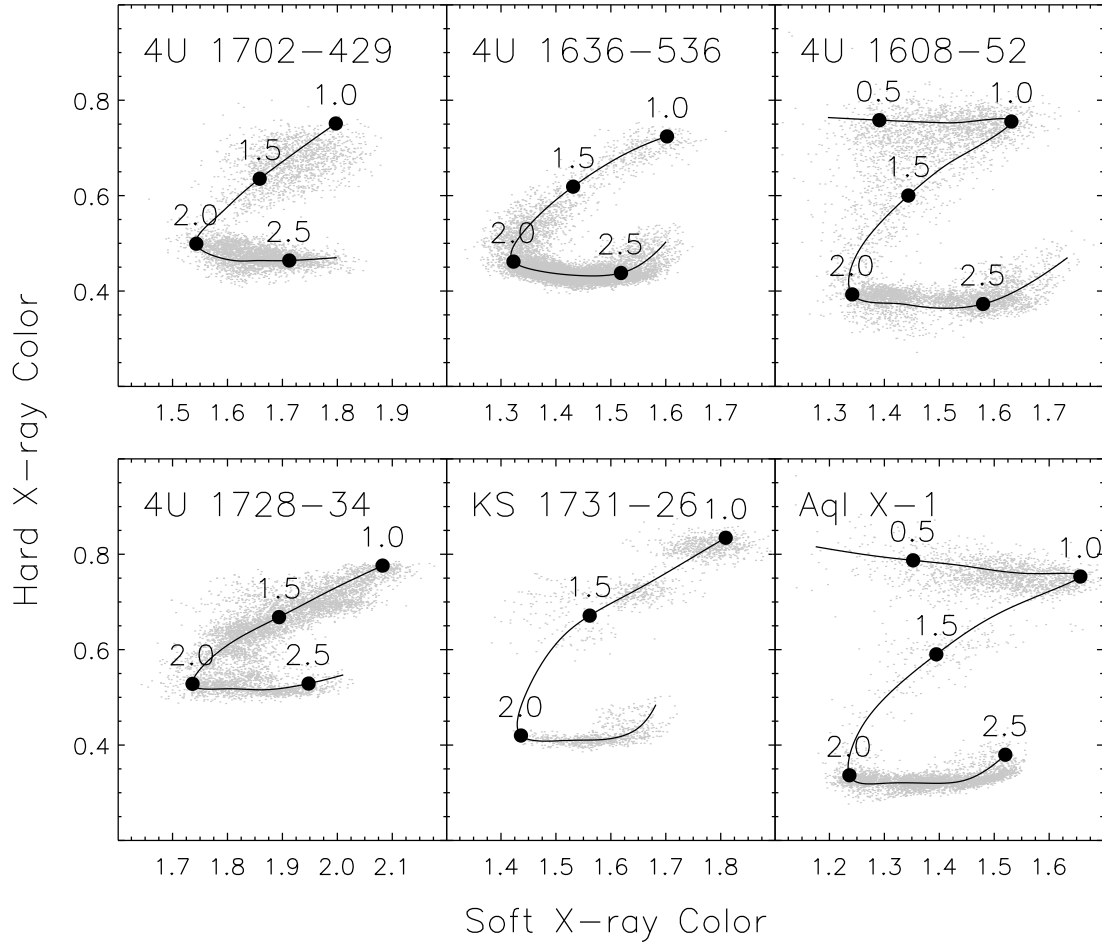 4U 1702-429
4U 1636-536
4U 1608-52
1.0
1.5
2.0
2.5
1.0
1.5
2.0
2.5
0.5
1.0
1.5
2.0
2.5
0.8
0.6
0.4
1.5 1.6 1.7 1.8 1.9
1.3 1.4 1.5 1.6 1.7
1.3 1.4 1.5 1.6 1.7
Hard X-ray Color
4U 1728-34
KS 1731-26
Aql X-1
1.0
1.5
2.0
2.5
1.0
1.5
2.0
0.5
1.0
1.5
2.0
2.5
0.8
0.6
0.4
1.7 1.8 1.9 2.0 2.1
1.4 1.5 1.6 1.7 1.8
1.2 1.3 1.4 1.5 1.6
Soft X-ray Color